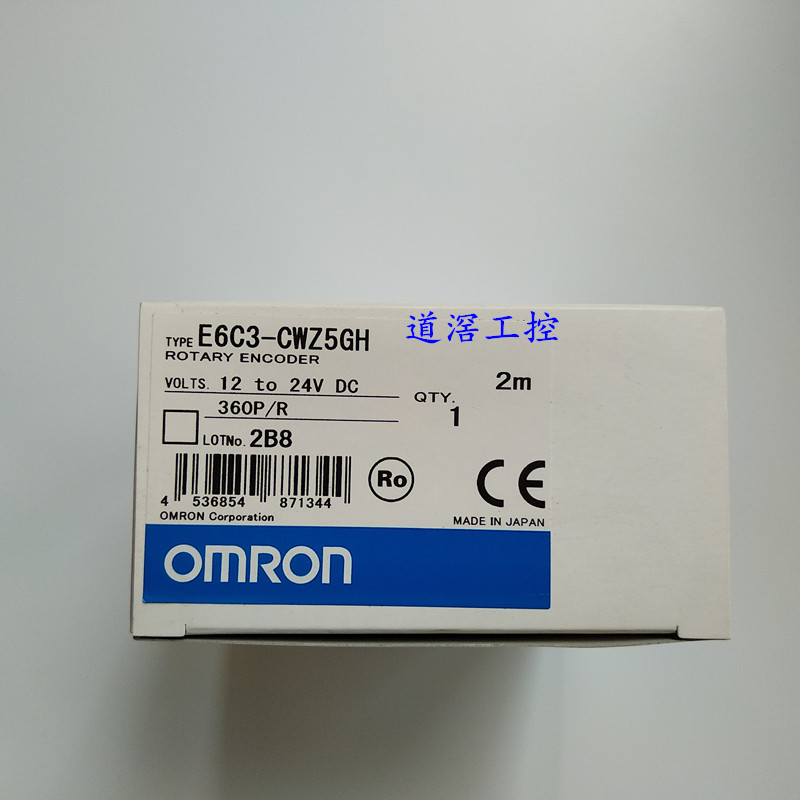 道滘工控
TYPE E6C3-CWZ5GH
ROTARY ENCODER
VOLTS. 12 to 24V DC
2m
360P/R
QTY. 1
LOTNo. 2B8
4 536854 871344
Ro
CE
OMRON Corporation
MADE IN JAPAN
OMRON